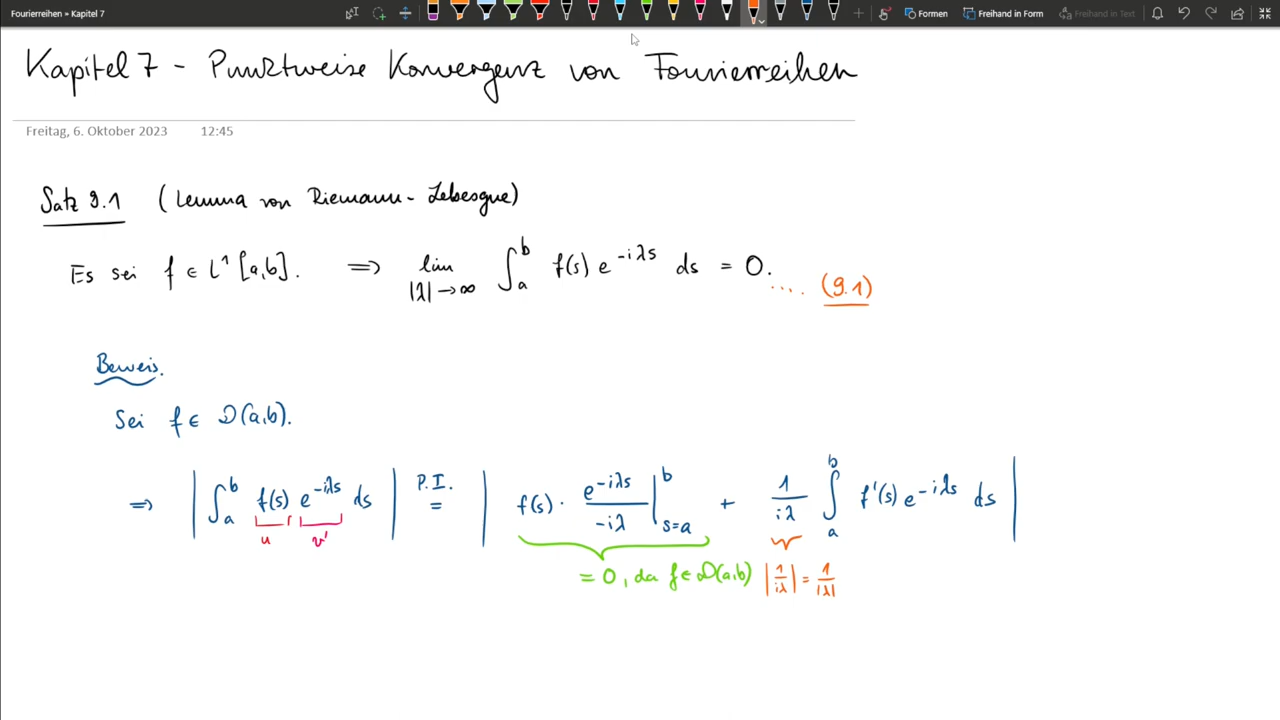 Fourierreihen » Kapitel 7
Formen Freihand in Form Freihand in Text
Kapitel 7 - Punktweise Konvergenz von Fourierreihen
Freitag, 6. Oktober 2023 12:45
Satz 9.1 (Lemma von Riemann-Lebesgue)
Es sei f ∈ L¹ [a,b]. ⟹ lim_{|λ|→∞} ∫_a^b f(s) e^{-iλs} ds = 0. .... (9.1)
Beweis.
Sei f ∈ D(a,b).
⟹ | ∫_a^b f(s) e^{-iλs} ds | P.I. = | f(s) · e^{-iλs}/(-iλ) |_{s=a}^b + 1/(iλ) ∫_a^b f'(s) e^{-iλs} ds |
u v'
= 0, da f ∈ D(a,b) |1/(iλ)| = 1/|λ|